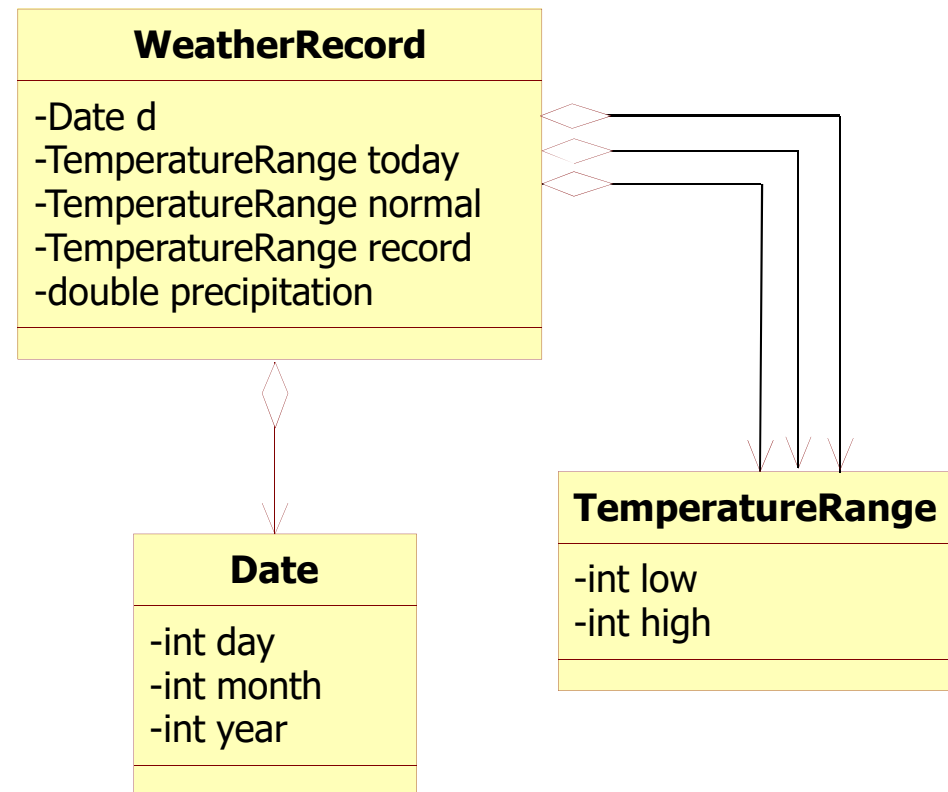 WeatherRecord
-Date d
-TemperatureRange today
-TemperatureRange normal
-TemperatureRange record
-double precipitation
Date
-int day
-int month
-int year
TemperatureRange
-int low
-int high